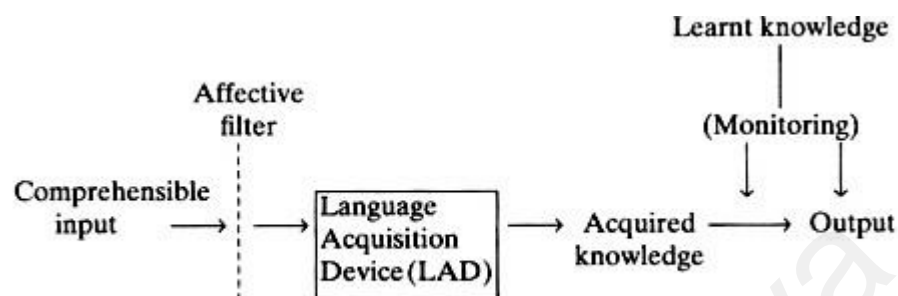 Learnt knowledge
Affective
filter
(Monitoring)
Comprehensible
input
Language
Acquisition
Device (LAD)
Acquired
knowledge
Output